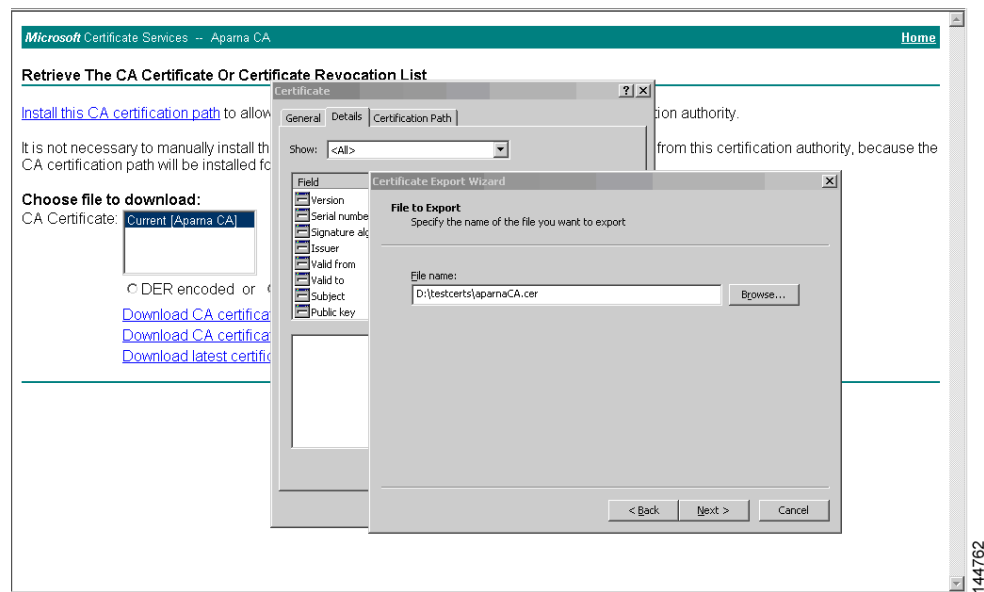 Microsoft Certificate Services -- Aparna CA Home
Retrieve The CA Certificate Or Certificate Revocation List
Certificate
Install this CA certification path to allow tion authority.
General Details Certification Path
It is not necessary to manually install th from this certification authority, because the
Show: <All>
CA certification path will be installed fo
Field
Certificate Export Wizard
Choose file to download:
CA Certificate: Current [Aparna CA]
Version
Serial numbe
Signature alg
Issuer
Valid from
Valid to
Subject
Public key
File to Export
Specify the name of the file you want to export
File name:
D:\testcerts\aparnaCA.cer Browse...
DER encoded or
Download CA certifica
Download CA certifica
Download latest certific
< Back Next > Cancel
144762